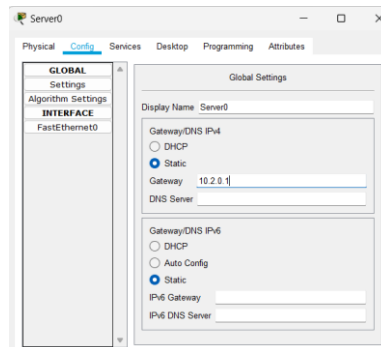 Server0
Physical Config Services Desktop Programming Attributes
GLOBAL
Settings
Algorithm Settings
INTERFACE
FastEthernet0
Global Settings
Display Name Server0
Gateway/DNS IPv4
DHCP
Static
Gateway 10.2.0.1
DNS Server
Gateway/DNS IPv6
DHCP
Auto Config
Static
IPv6 Gateway
IPv6 DNS Server